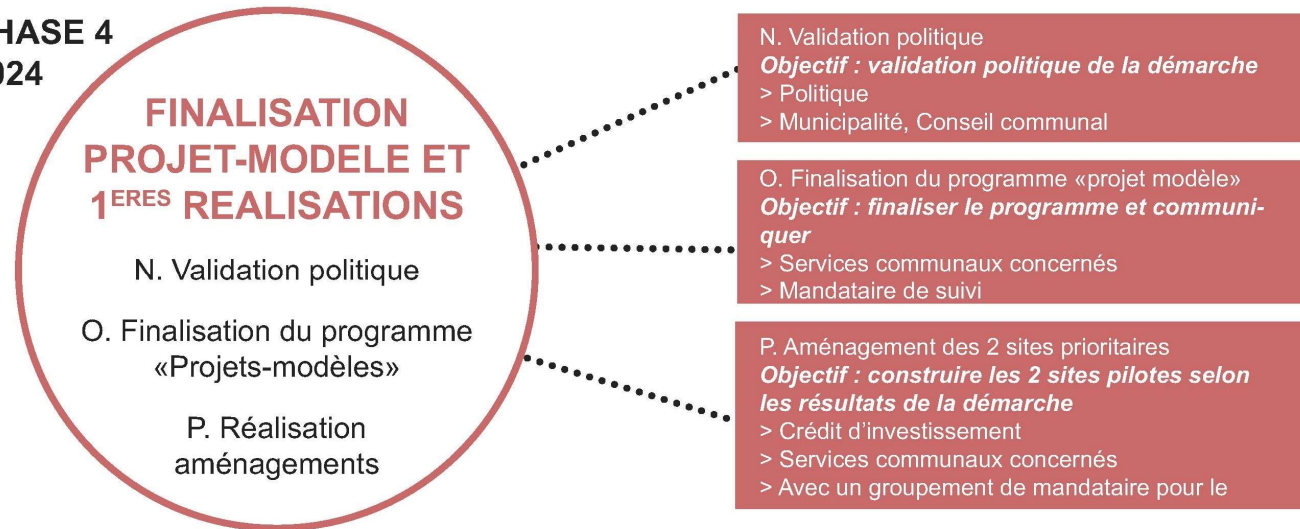 HASE 4
024
FINALISATION
PROJET-MODELE ET
1ERES REALISATIONS
N. Validation politique
O. Finalisation du programme
«Projets-modèles»
P. Réalisation
aménagements
N. Validation politique
Objectif : validation politique de la démarche
> Politique
> Municipalité, Conseil communal
O. Finalisation du programme «projet modèle»
Objectif : finaliser le programme et communi-
quer
> Services communaux concernés
> Mandataire de suivi
P. Aménagement des 2 sites prioritaires
Objectif : construire les 2 sites pilotes selon
les résultats de la démarche
> Crédit d'investissement
> Services communaux concernés
> Avec un groupement de mandataire pour le